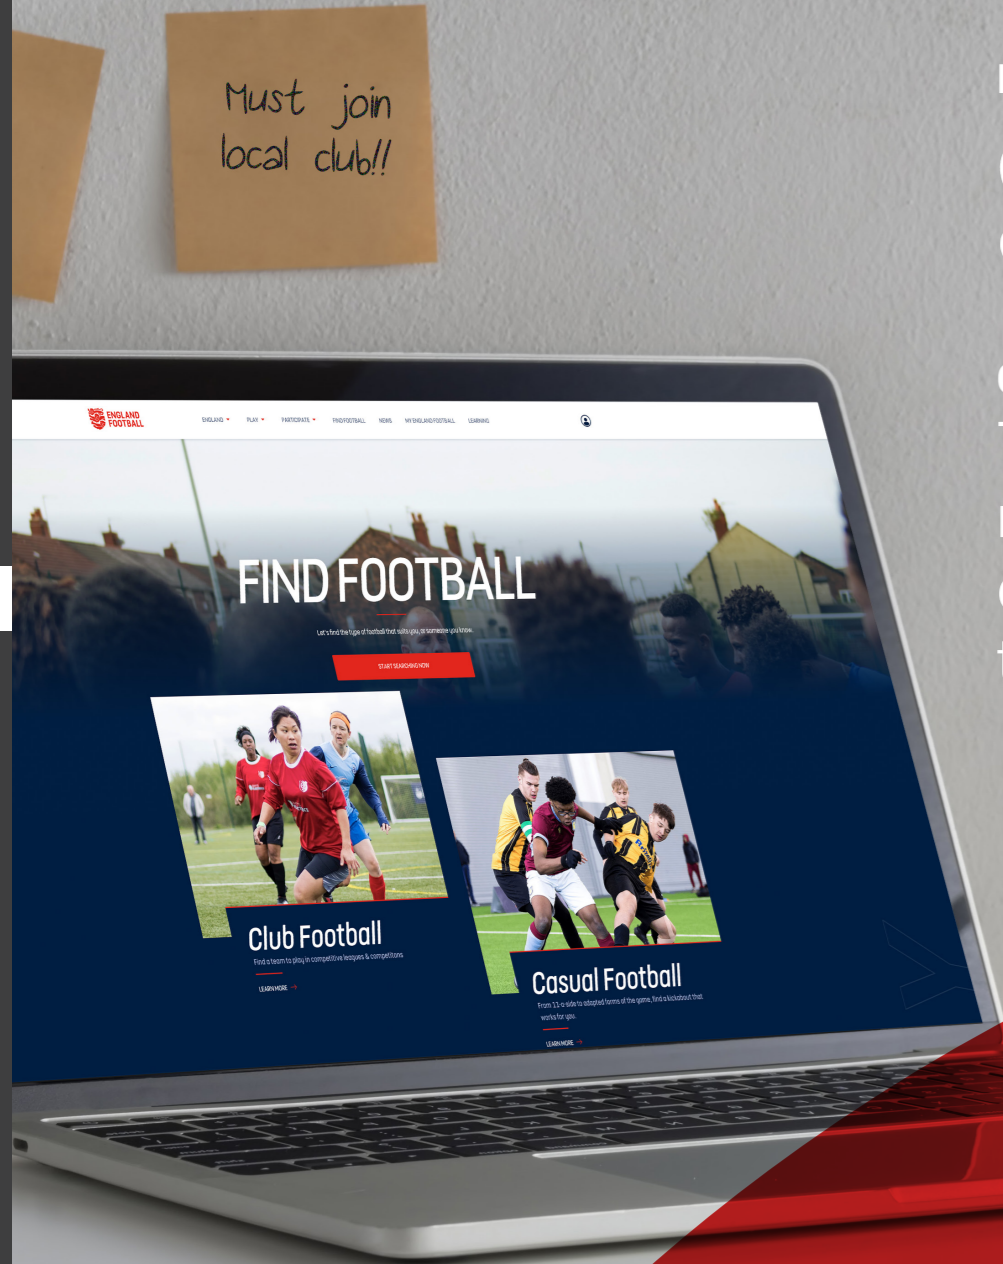 Must join
local club!!
ENGLAND
FOOTBALL
ENGLAND PLAY PARTICIPATE FIND FOOTBALL NEWS MY ENGLAND FOOTBALL LEARNING
FIND FOOTBALL
Let's find the type of football that suits you, or someone you know.
START SEARCHING NOW
Club Football
Find a team to play in competitive leagues & competitons
LEARN MORE
Casual Football
From 11-a-side to adapted forms of the game, find a kickabout that
works for you.
LEARN MORE